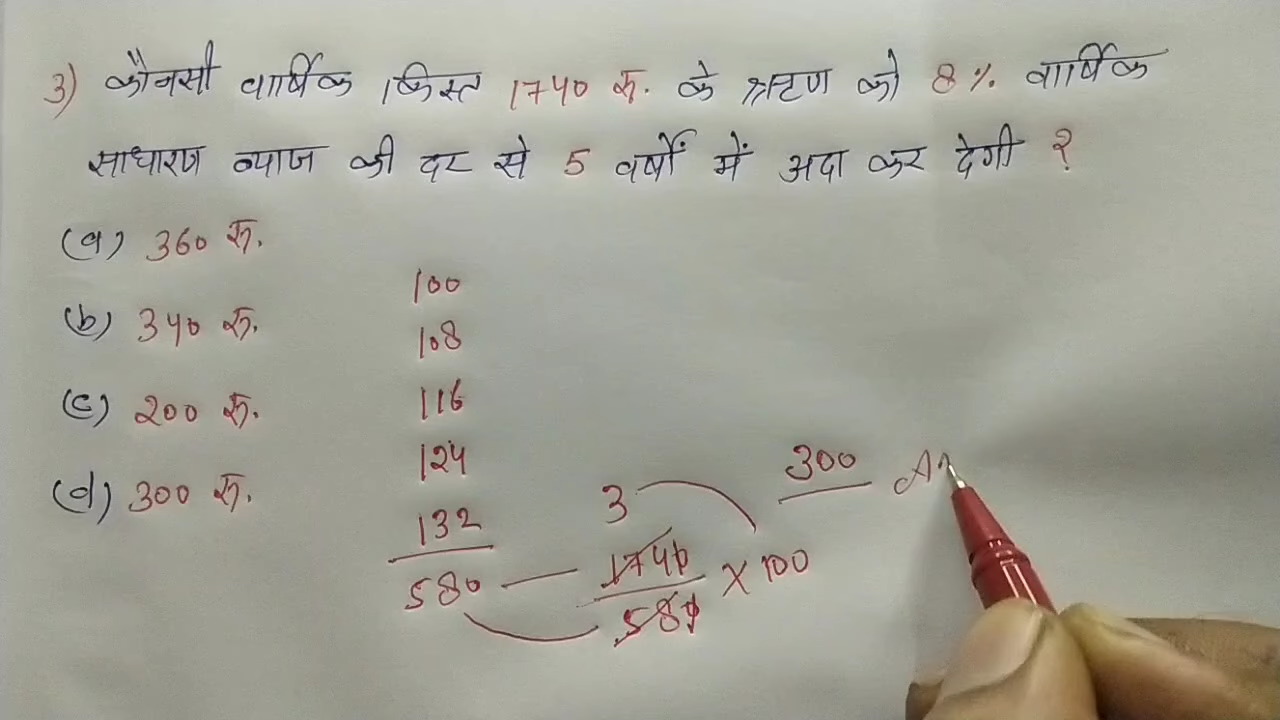 3) कौनसी वार्षिक किस्त 1740 रु. के ऋण को 8% वार्षिक
साधारण ब्याज की दर से 5 वर्षों में अदा कर देगी ?
(a) 360 रु.
(b) 340 रु.
(c) 200 रु.
(d) 300 रु.
100
108
116
124
132
580
3
1740
580
× 100
300 An